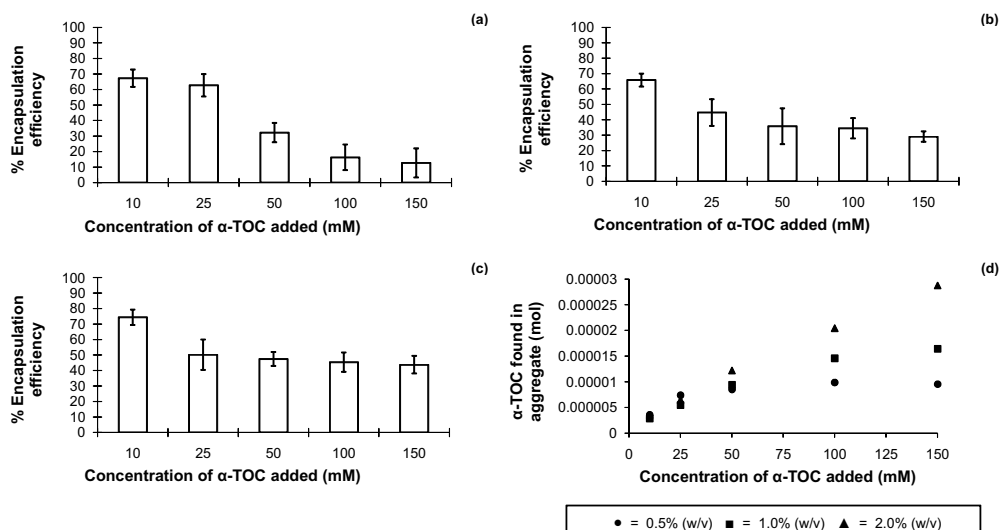 (a)
% Encapsulation
efficiency
100
90
80
70
60
50
40
30
20
10
0
10 25 50 100 150
Concentration of α-TOC added (mM)
(b)
% Encapsulation
efficiency
100
90
80
70
60
50
40
30
20
10
0
10 25 50 100 150
Concentration of α-TOC added (mM)
(c)
% Encapsulation
efficiency
100
90
80
70
60
50
40
30
20
10
0
10 25 50 100 150
Concentration of α-TOC added (mM)
(d)
α-TOC found in
aggregate (mol)
0.00003
0.000025
0.00002
0.000015
0.00001
0.000005
0
0 25 50 75 100 125 150
Concentration of α-TOC added (mM)
● = 0.5% (w/v) ■ = 1.0% (w/v) ▲ = 2.0% (w/v)